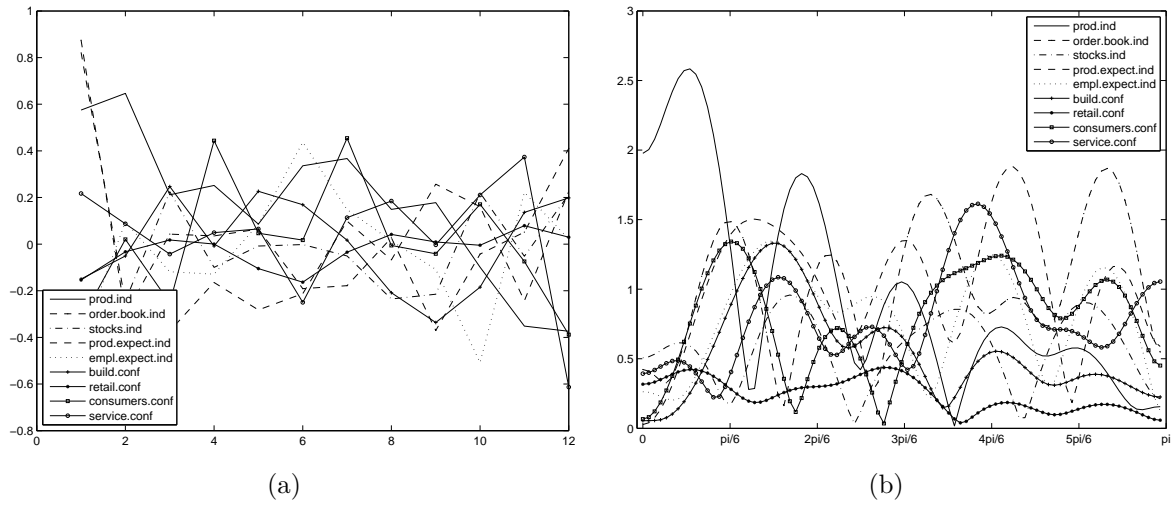 1
0.8
0.6
0.4
0.2
0
−0.2
−0.4
−0.6
−0.8
0 2 4 6 8 10 12
prod.ind
order.book.ind
stocks.ind
prod.expect.ind
empl.expect.ind
build.conf
retail.conf
consumers.conf
service.conf
(a)
3
2.5
2
1.5
1
0.5
0
0 pi/6 2pi/6 3pi/6 4pi/6 5pi/6 pi
prod.ind
order.book.ind
stocks.ind
prod.expect.ind
empl.expect.ind
build.conf
retail.conf
consumers.conf
service.conf
(b)